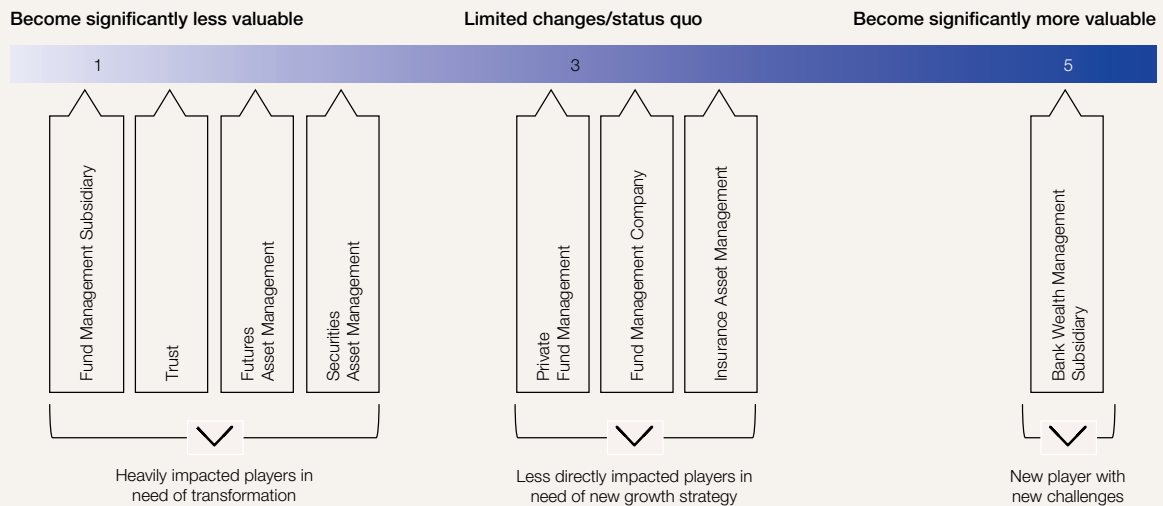 Become significantly less valuable
Limited changes/status quo
Become significantly more valuable
1
3
5
Fund Management Subsidiary
Trust
Futures
Asset Management
Securities
Asset Management
Private
Fund Management
Fund Management Company
Insurance Asset Management
Bank Wealth Management
Subsidiary
Heavily impacted players in
need of transformation
Less directly impacted players in
need of new growth strategy
New player with
new challenges